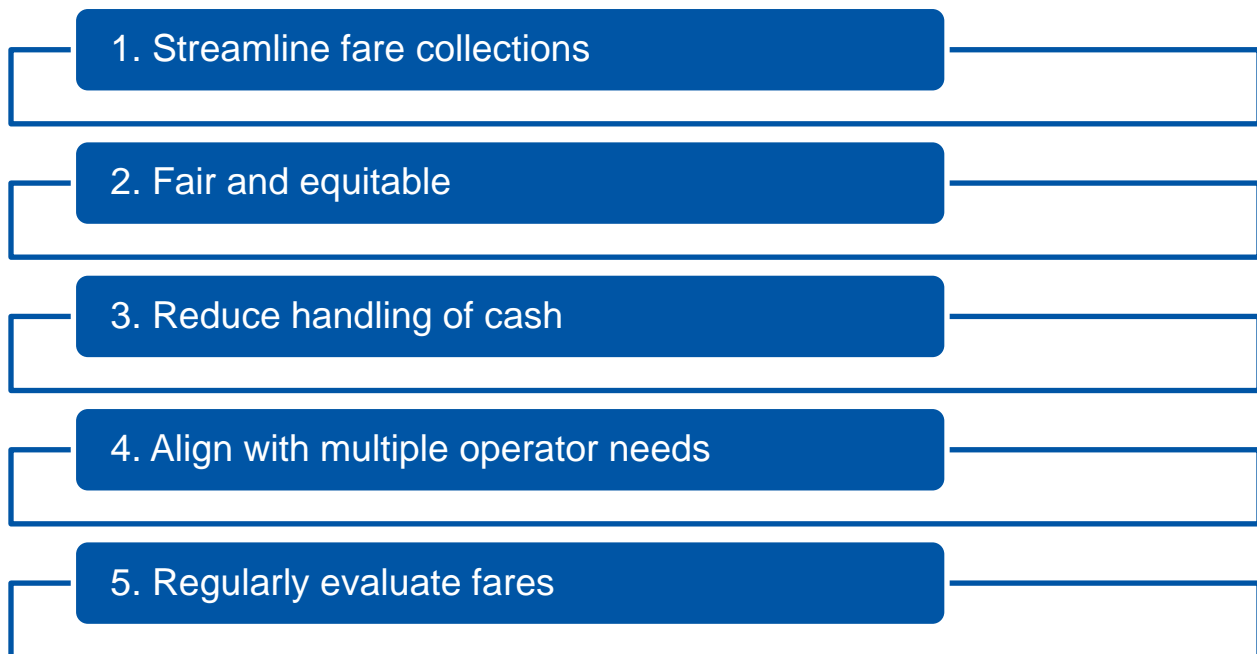 1. Streamline fare collections
2. Fair and equitable
3. Reduce handling of cash
4. Align with multiple operator needs
5. Regularly evaluate fares